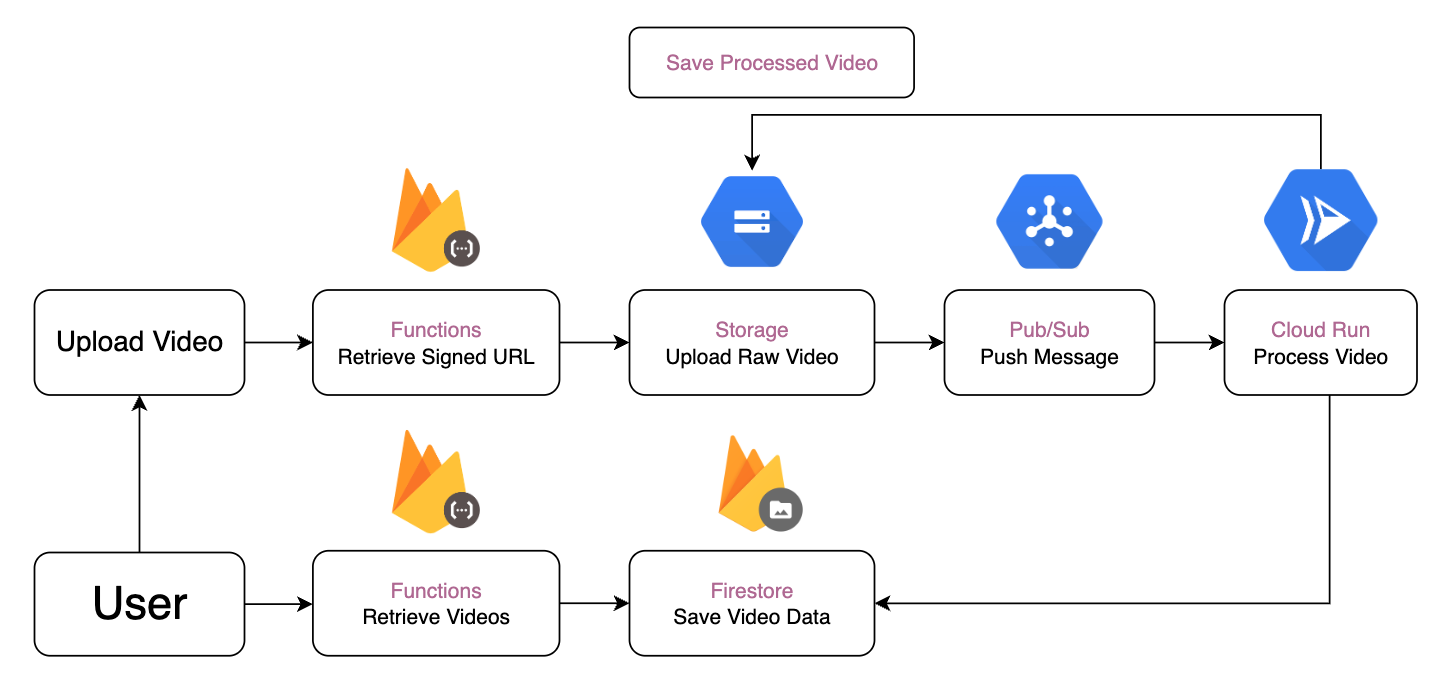 Save Processed Video
Upload Video
Functions
Retrieve Signed URL
Storage
Upload Raw Video
Pub/Sub
Push Message
Cloud Run
Process Video
User
Functions
Retrieve Videos
Firestore
Save Video Data